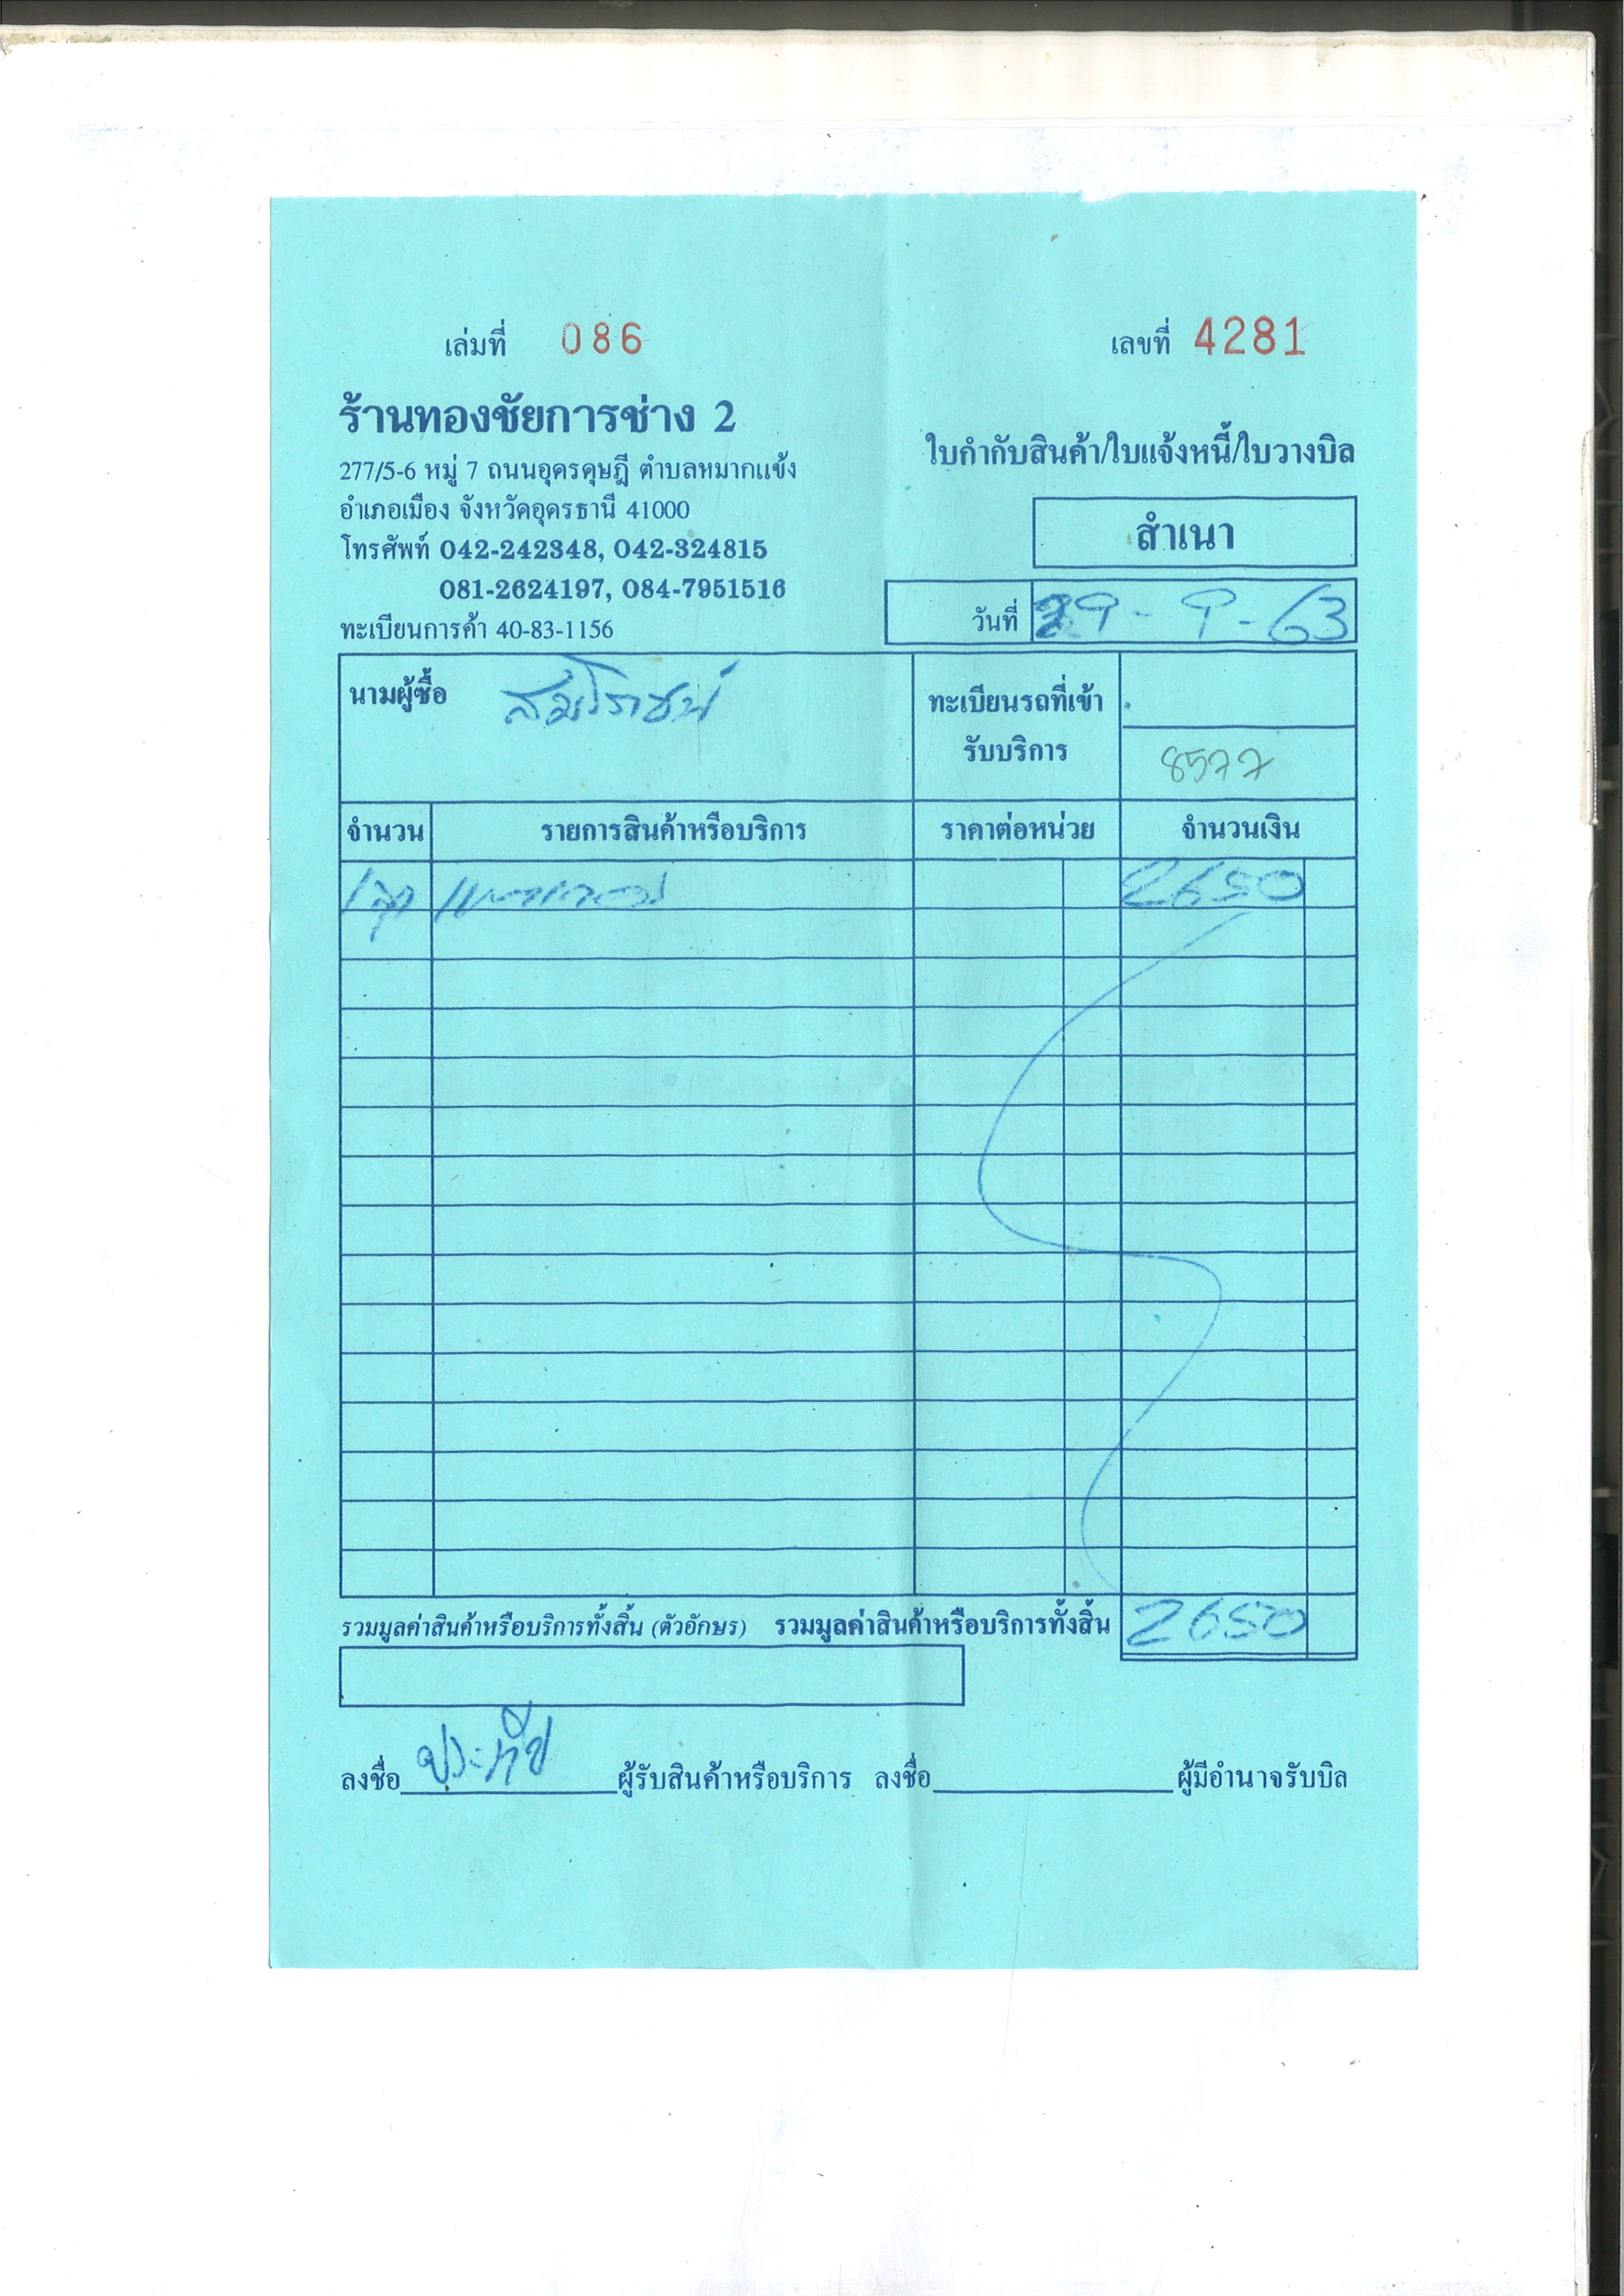 เล่มที่ 086
เลขที่ 4281
ร้านทองชัยการช่าง 2
277/5-6 หมู่ 7 ถนนอุดรดุษฎี ตำบลหมากแข้ง
อำเภอเมือง จังหวัดอุดรธานี 41000
โทรศัพท์ 042-242348, 042-324815
081-2624197, 084-7951516
ทะเบียนการค้า 40-83-1156
ใบกำกับสินค้า/ใบแจ้งหนี้/ใบวางบิล
สำเนา
วันที่ 29-9-63
นามผู้ซื้อ
ทะเบียนรถที่เข้า
รับบริการ 8577
จำนวน รายการสินค้าหรือบริการ ราคาต่อหน่วย จำนวนเงิน
2650
รวมมูลค่าสินค้าหรือบริการทั้งสิ้น (ตัวอักษร) รวมมูลค่าสินค้าหรือบริการทั้งสิ้น 2650
ลงชื่อ ผู้รับสินค้าหรือบริการ ลงชื่อ ผู้มีอำนาจรับบิล